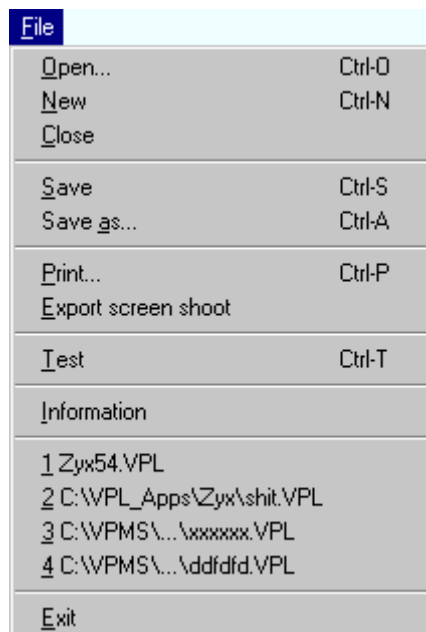 File
Open... Ctrl-O
New Ctrl-N
Close
Save Ctrl-S
Save as... Ctrl-A
Print... Ctrl-P
Export screen shoot
Test Ctrl-T
Information
1 Zyx54.VPL
2 C:\VPL_Apps\Zyx\shit.VPL
3 C:\VPMS\...\xxxxxx.VPL
4 C:\VPMS\...\ddfdfd.VPL
Exit